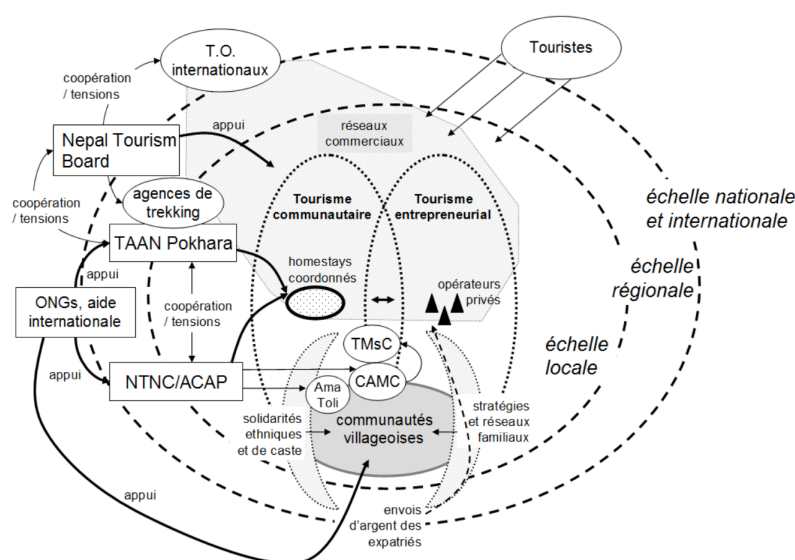 T.O.
internationaux
Touristes
coopération
/ tensions
Nepal Tourism
Board
appui
réseaux
commerciaux
agences de
trekking
coopération
/ tensions
Tourisme
communautaire
Tourisme
entrepreneurial
échelle nationale
et internationale
TAAN Pokhara
appui
homestays
coordonnés
opérateurs
privés
échelle
régionale
ONGs, aide
internationale
coopération
/ tensions
TMsC
échelle
locale
appui
NTNC/ACAP
CAMC
Ama
Toli
solidarités
ethniques
et de caste
communautés
villageoises
stratégies
et réseaux
familiaux
appui
envois
d'argent des
expatriés